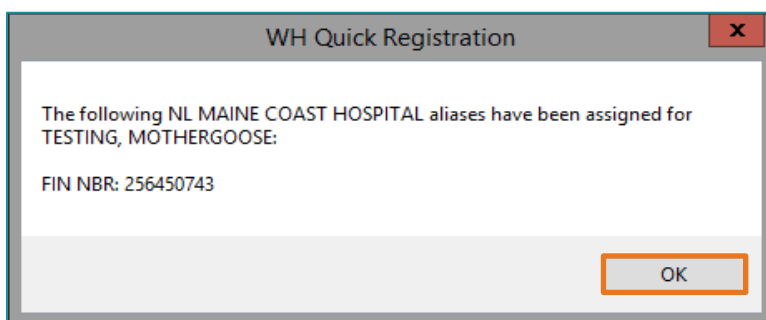 WH Quick Registration
x
The following NL MAINE COAST HOSPITAL aliases have been assigned for
TESTING, MOTHERGOOSE:
FIN NBR: 256450743
OK